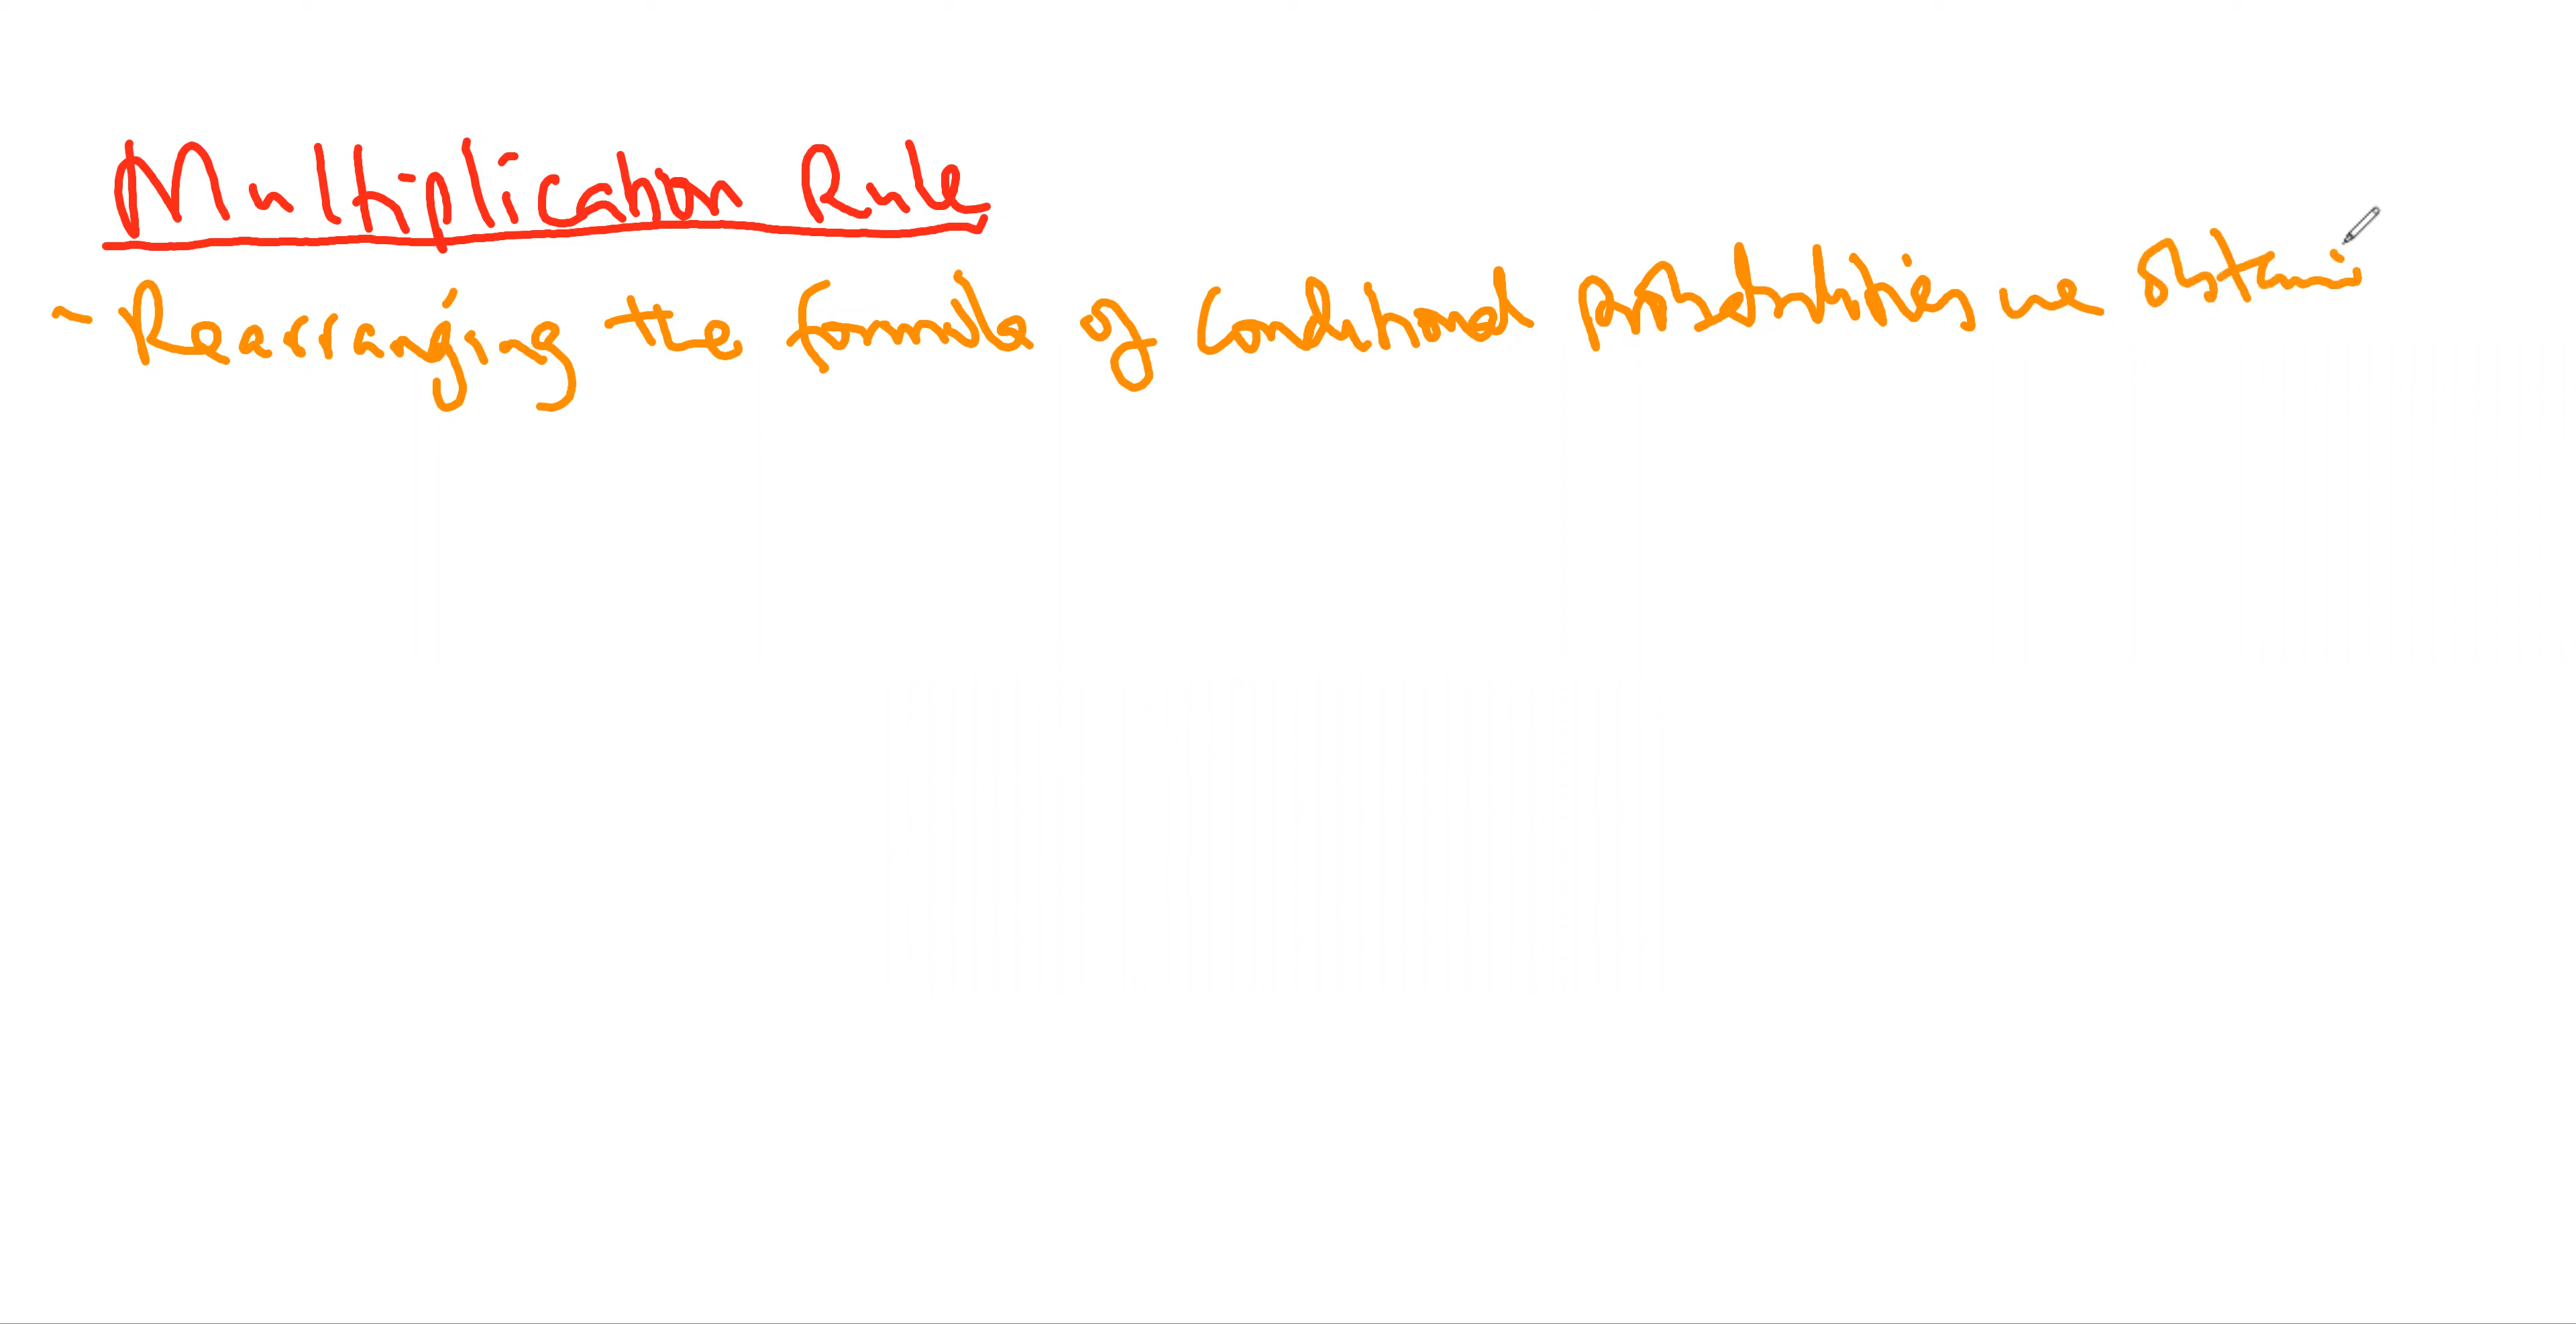 Multiplication Rule
- Rearranging the formula of Conditional probabilities we obtain